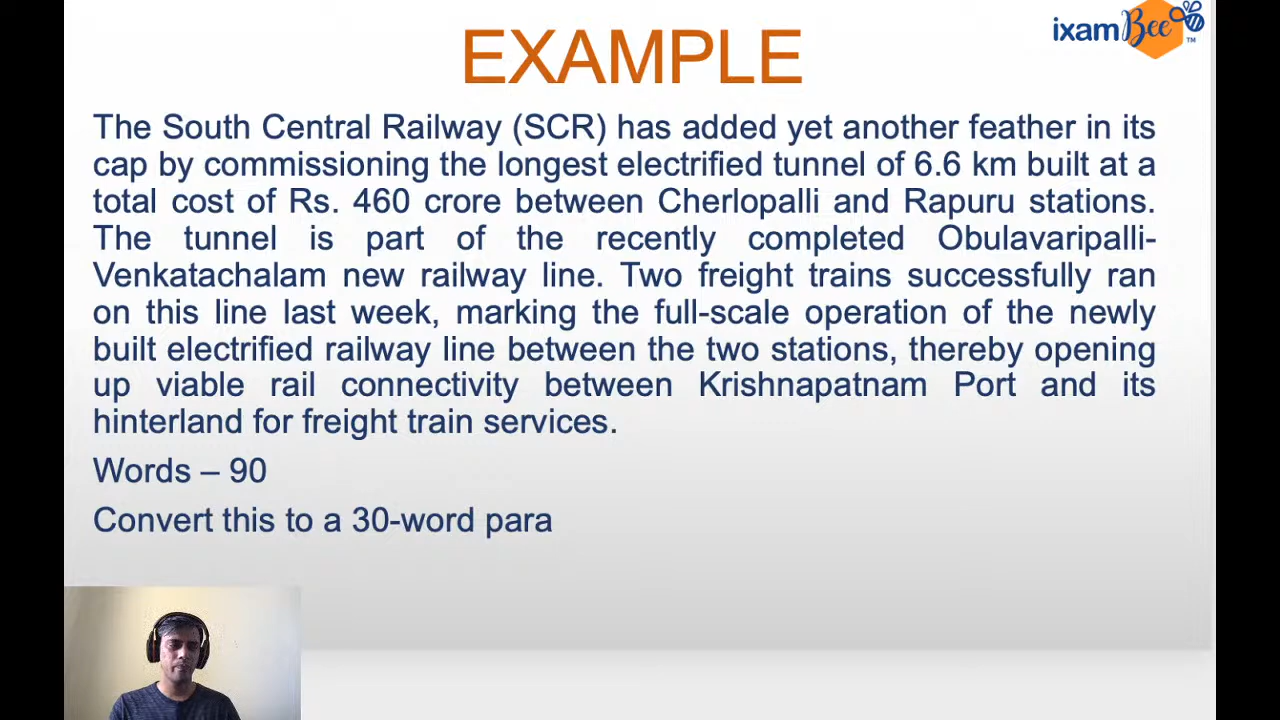 ixamBee™
EXAMPLE
The South Central Railway (SCR) has added yet another feather in its
cap by commissioning the longest electrified tunnel of 6.6 km built at a
total cost of Rs. 460 crore between Cherlopalli and Rapuru stations.
The tunnel is part of the recently completed Obulavaripalli-
Venkatachalam new railway line. Two freight trains successfully ran
on this line last week, marking the full-scale operation of the newly
built electrified railway line between the two stations, thereby opening
up viable rail connectivity between Krishnapatnam Port and its
hinterland for freight train services.
Words – 90
Convert this to a 30-word para